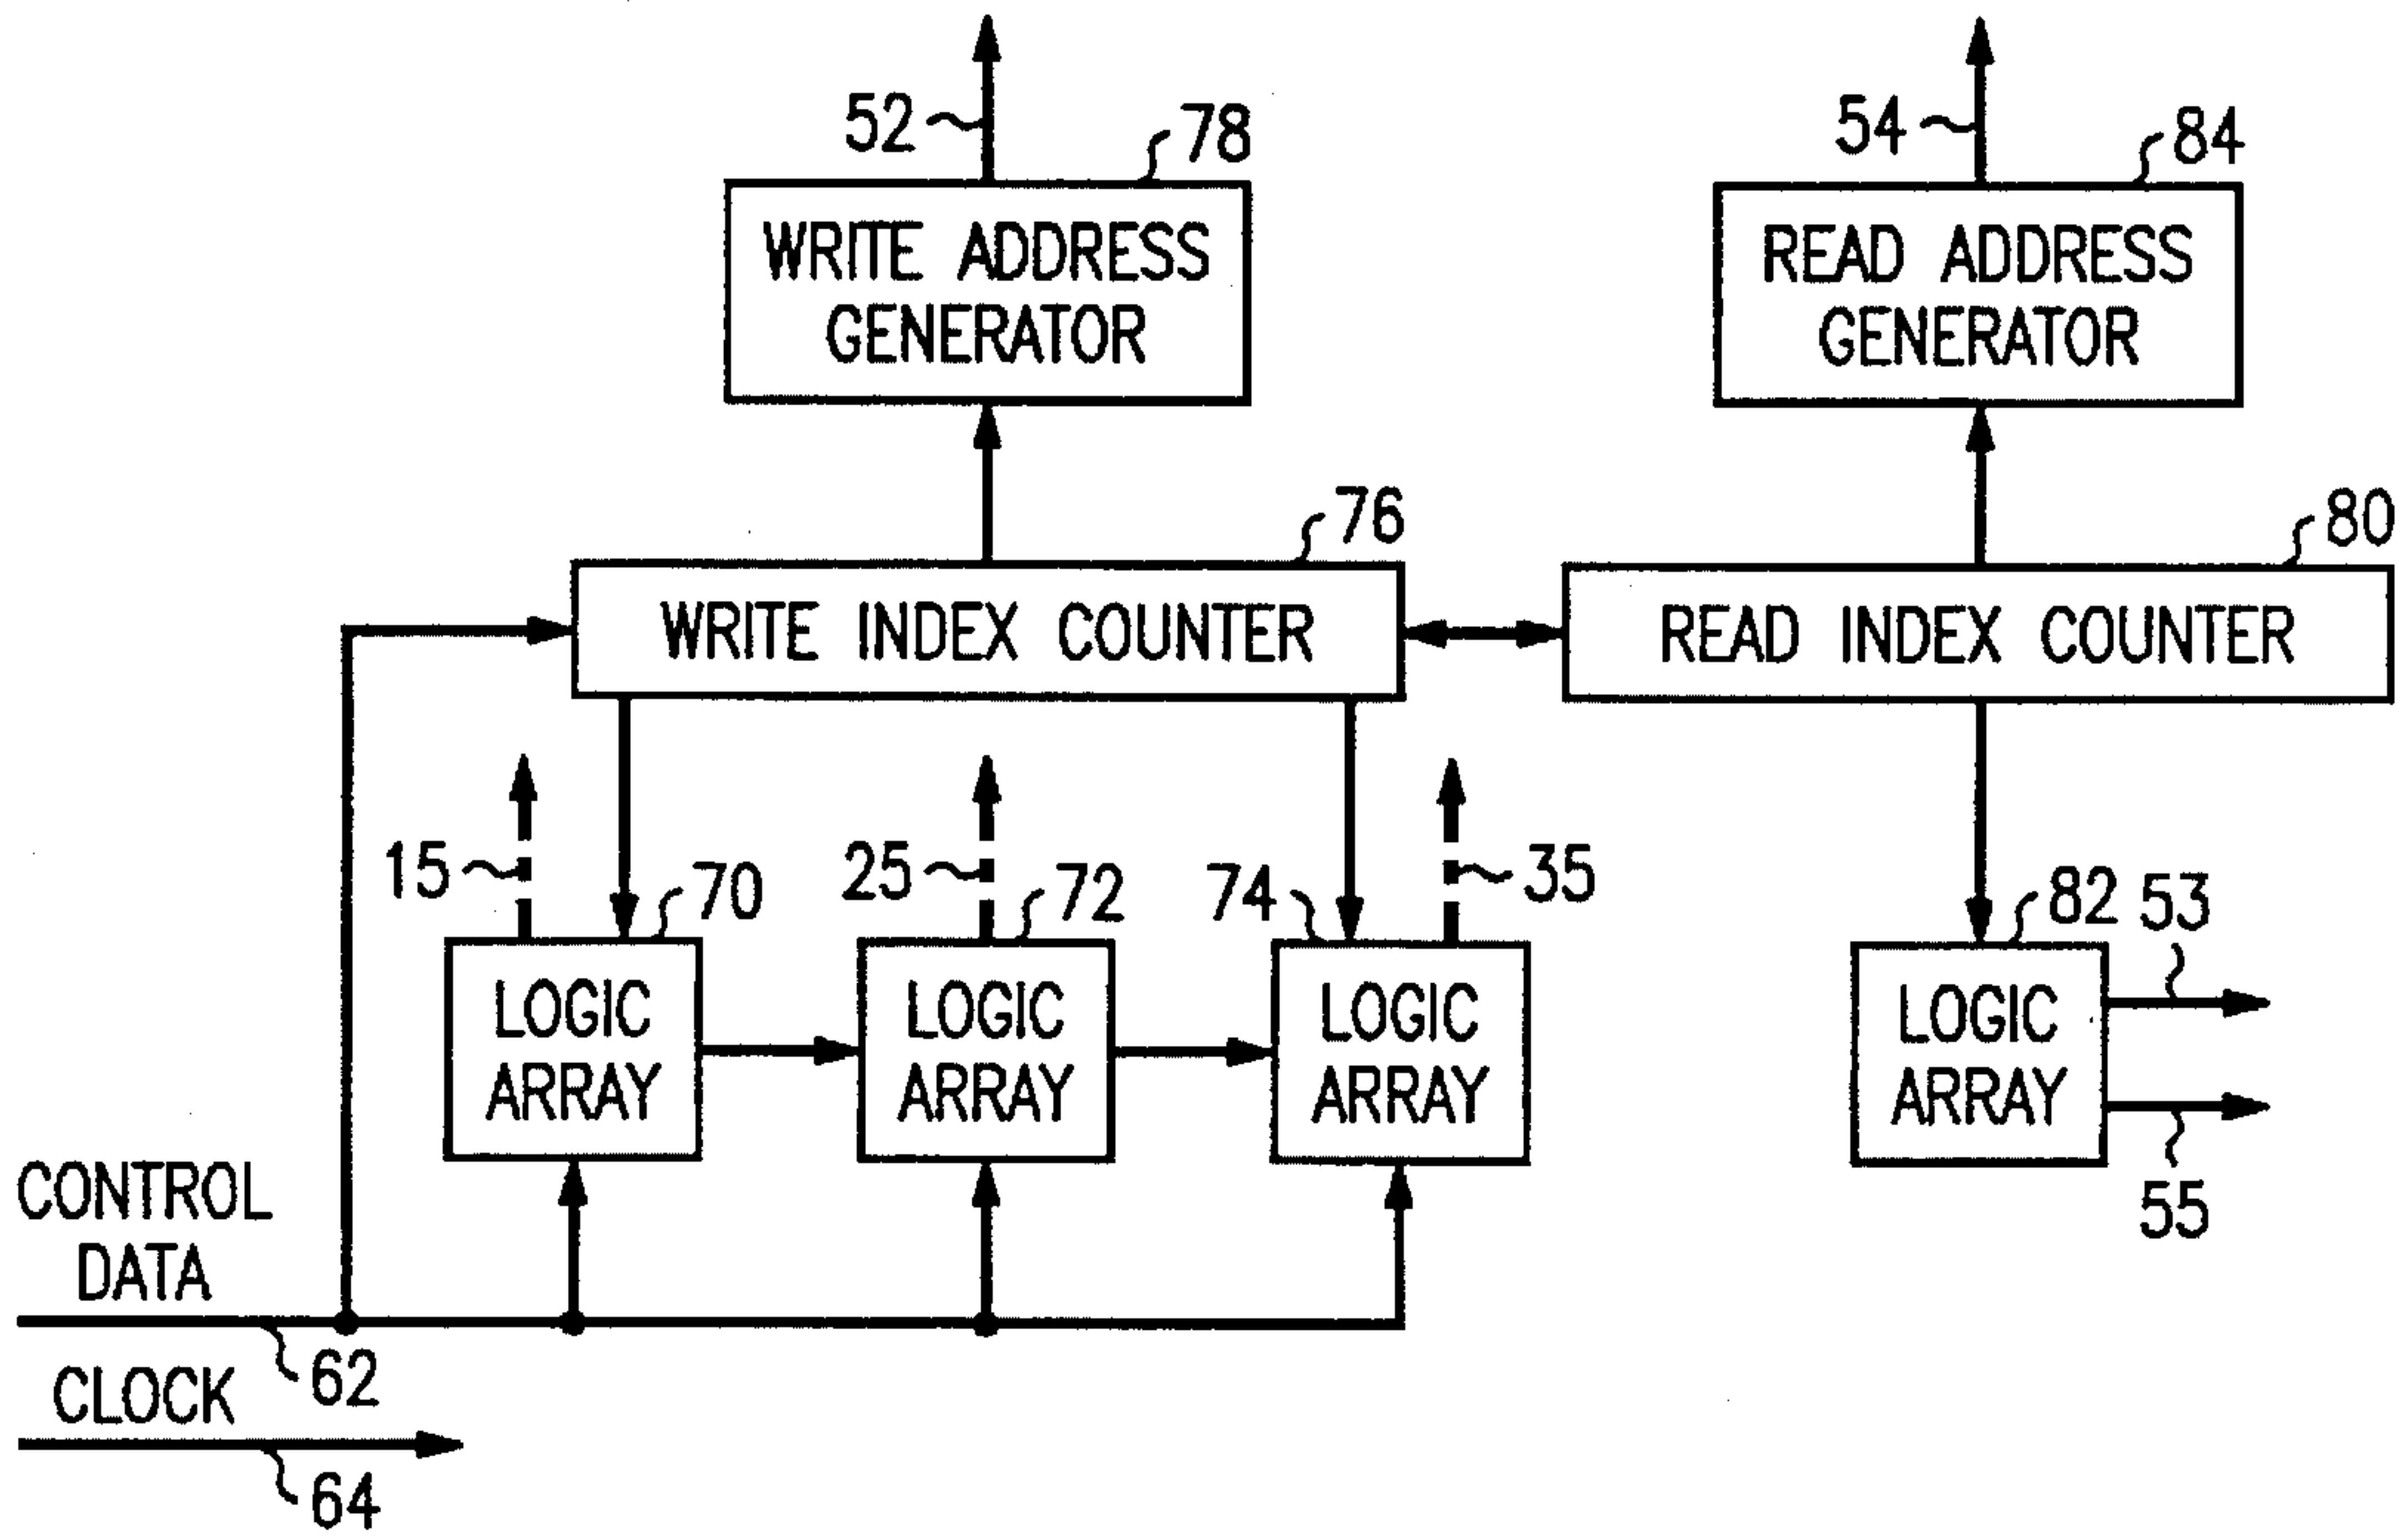 52
78
54
84
WRITE ADDRESS
GENERATOR
READ ADDRESS
GENERATOR
76
80
WRITE INDEX COUNTER
READ INDEX COUNTER
15
70
25
72
74
35
82
53
LOGIC
ARRAY
LOGIC
ARRAY
LOGIC
ARRAY
LOGIC
ARRAY
55
CONTROL
DATA
62
CLOCK
64